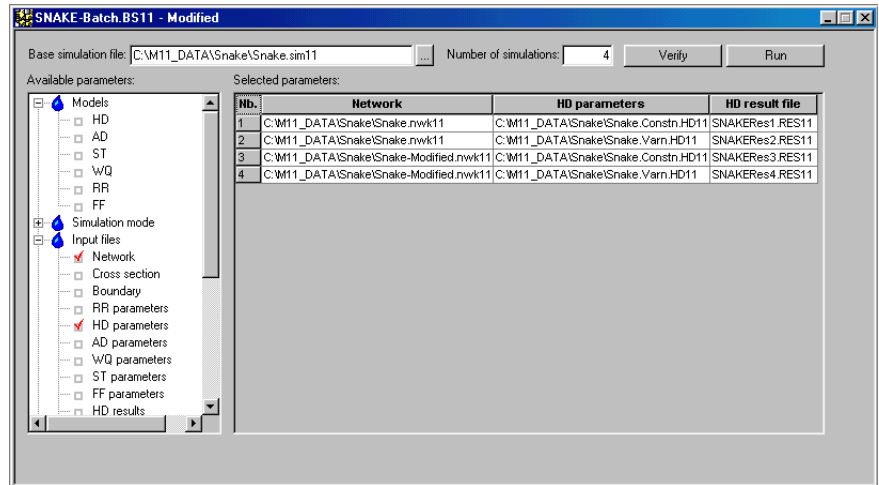 SNAKE-Batch.BS11 - Modified
Base simulation file: C:\M11_DATA\Snake\Snake.sim11 ... Number of simulations: 4 Verify Run
Available parameters: Selected parameters:
Models
HD
AD
ST
WQ
RR
FF
Simulation mode
Input files
Network
Cross section
Boundary
RR parameters
HD parameters
AD parameters
WQ parameters
ST parameters
FF parameters
HD results
Nb. Network HD parameters HD result file
1 C:\M11_DATA\Snake\Snake.nwk11 C:\M11_DATA\Snake\Snake.Constn.HD11 SNAKERes1.RES11
2 C:\M11_DATA\Snake\Snake.nwk11 C:\M11_DATA\Snake\Snake.Varn.HD11 SNAKERes2.RES11
3 C:\M11_DATA\Snake\Snake-Modified.nwk11 C:\M11_DATA\Snake\Snake.Constn.HD11 SNAKERes3.RES11
4 C:\M11_DATA\Snake\Snake-Modified.nwk11 C:\M11_DATA\Snake\Snake.Varn.HD11 SNAKERes4.RES11